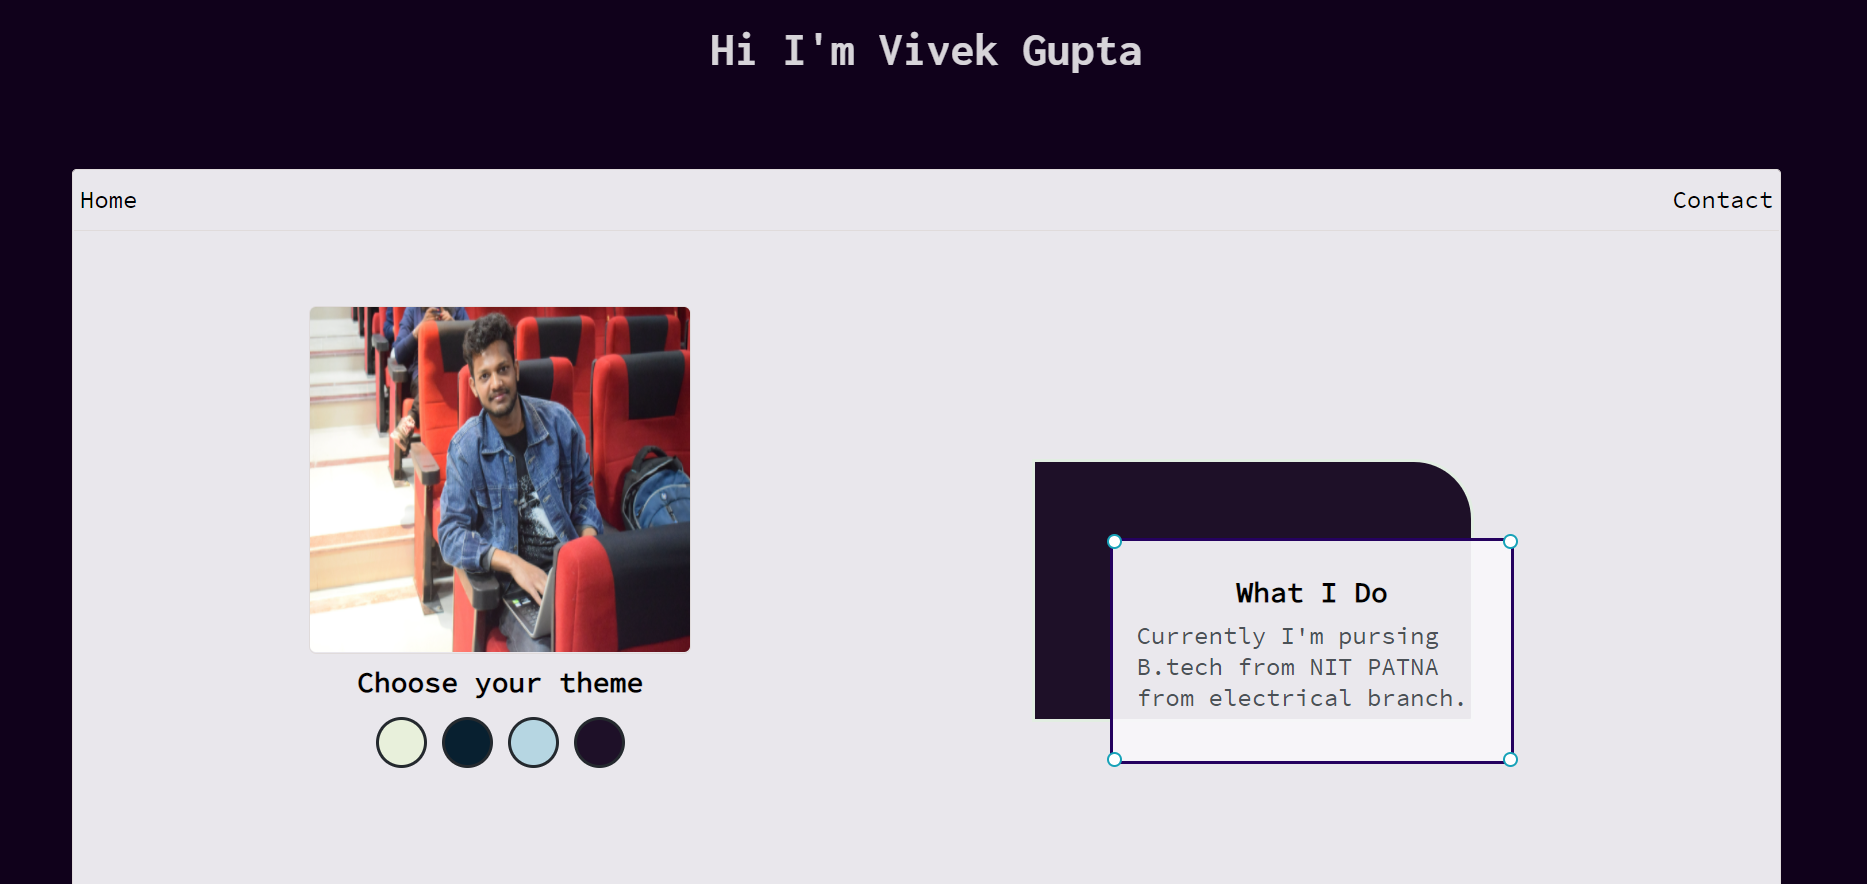 Hi I'm Vivek Gupta
Home
Contact
Choose your theme
What I Do
Currently I'm pursing
B.tech from NIT PATNA
from electrical branch.